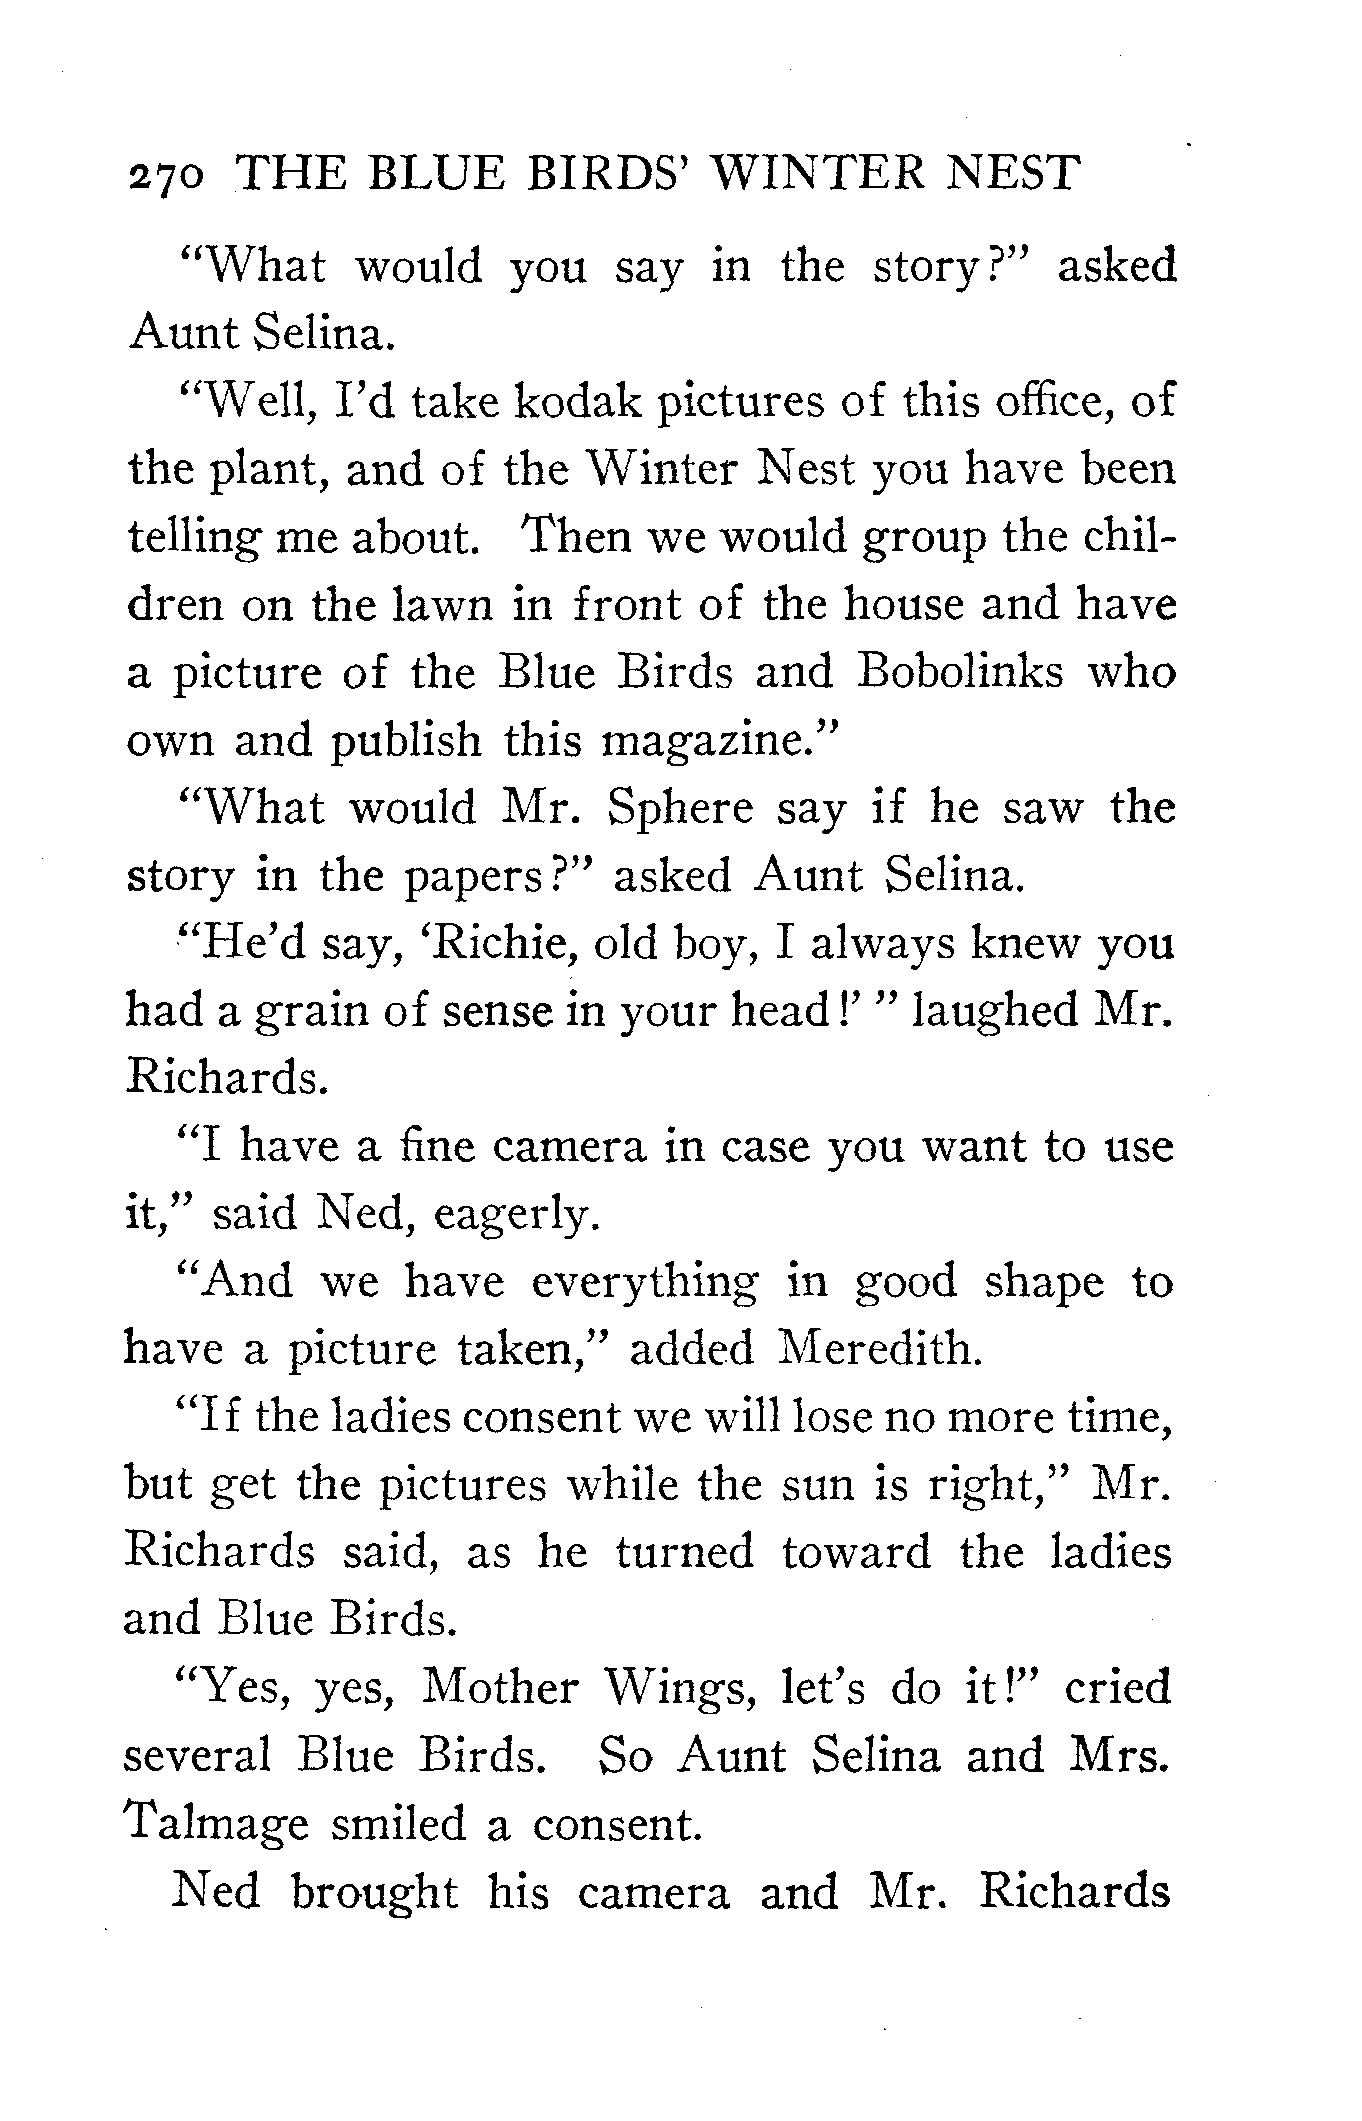 270 THE BLUE BIRDS' WINTER NEST
"What would you say in the story?" asked
Aunt Selina.
"Well, I'd take kodak pictures of this office, of
the plant, and of the Winter Nest you have been
telling me about. Then we would group the chil-
dren on the lawn in front of the house and have
a picture of the Blue Birds and Bobolinks who
own and publish this magazine."
"What would Mr. Sphere say if he saw the
story in the papers?" asked Aunt Selina.
"He'd say, 'Richie, old boy, I always knew you
had a grain of sense in your head!' " laughed Mr.
Richards.
"I have a fine camera in case you want to use
it," said Ned, eagerly.
"And we have everything in good shape to
have a picture taken," added Meredith.
"If the ladies consent we will lose no more time,
but get the pictures while the sun is right," Mr.
Richards said, as he turned toward the ladies
and Blue Birds.
"Yes, yes, Mother Wings, let's do it!" cried
several Blue Birds. So Aunt Selina and Mrs.
Talmage smiled a consent.
Ned brought his camera and Mr. Richards